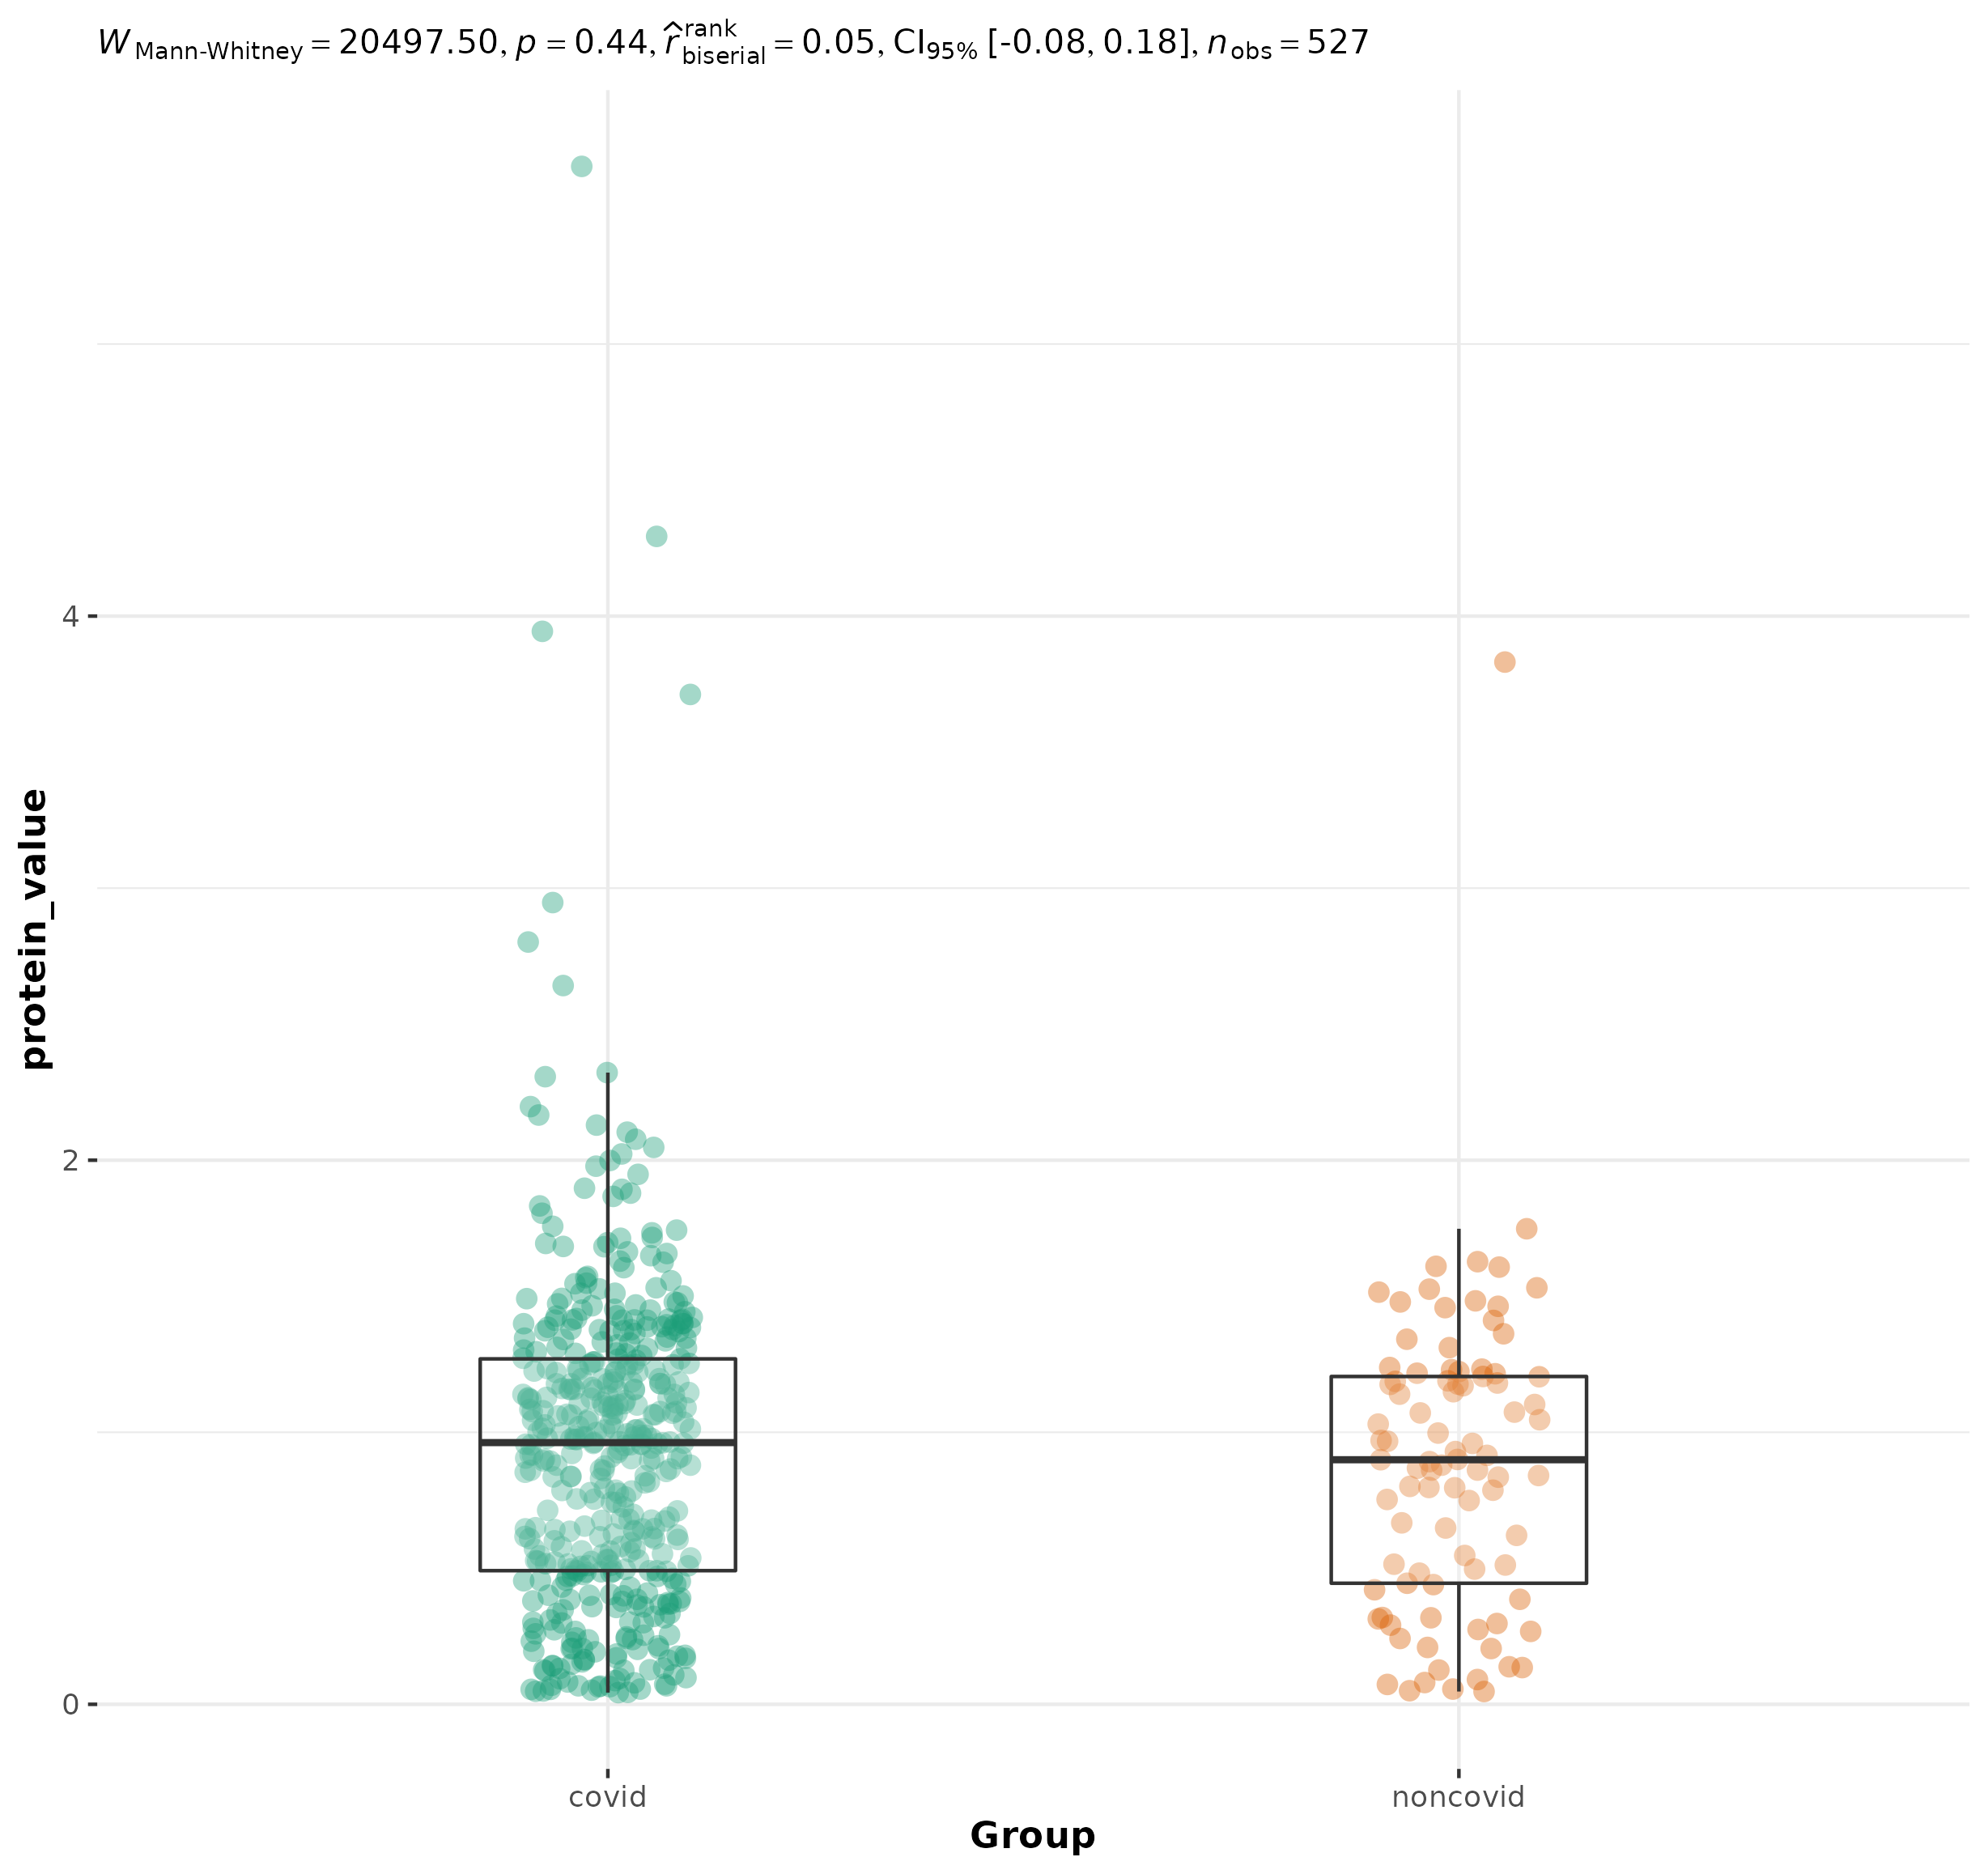 W Mann-Whitney = 20497.50, p = 0.44, r̂ rank biserial = 0.05, CI95% [-0.08, 0.18], n obs = 527
protein_value
4
2
0
covid noncovid
Group